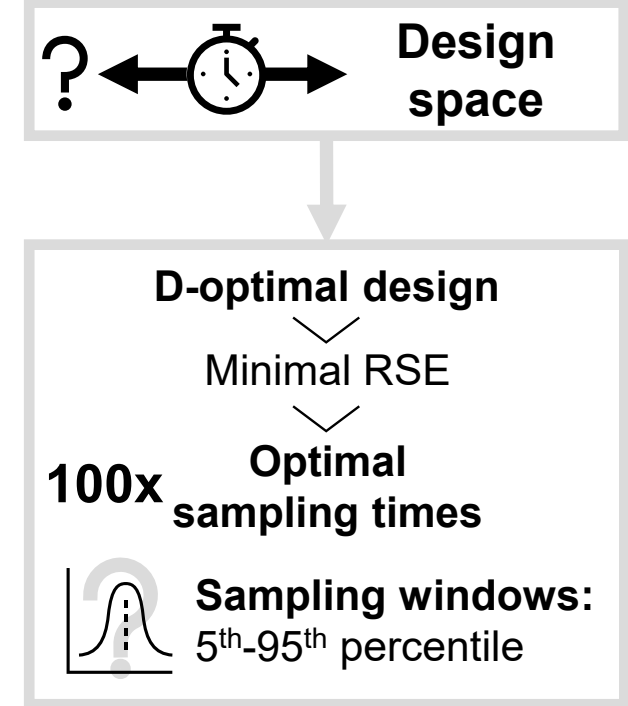 ?
Design
space
D-optimal design
Minimal RSE
Optimal
100x
sampling times
?
Sampling windows:
5th-95th percentile